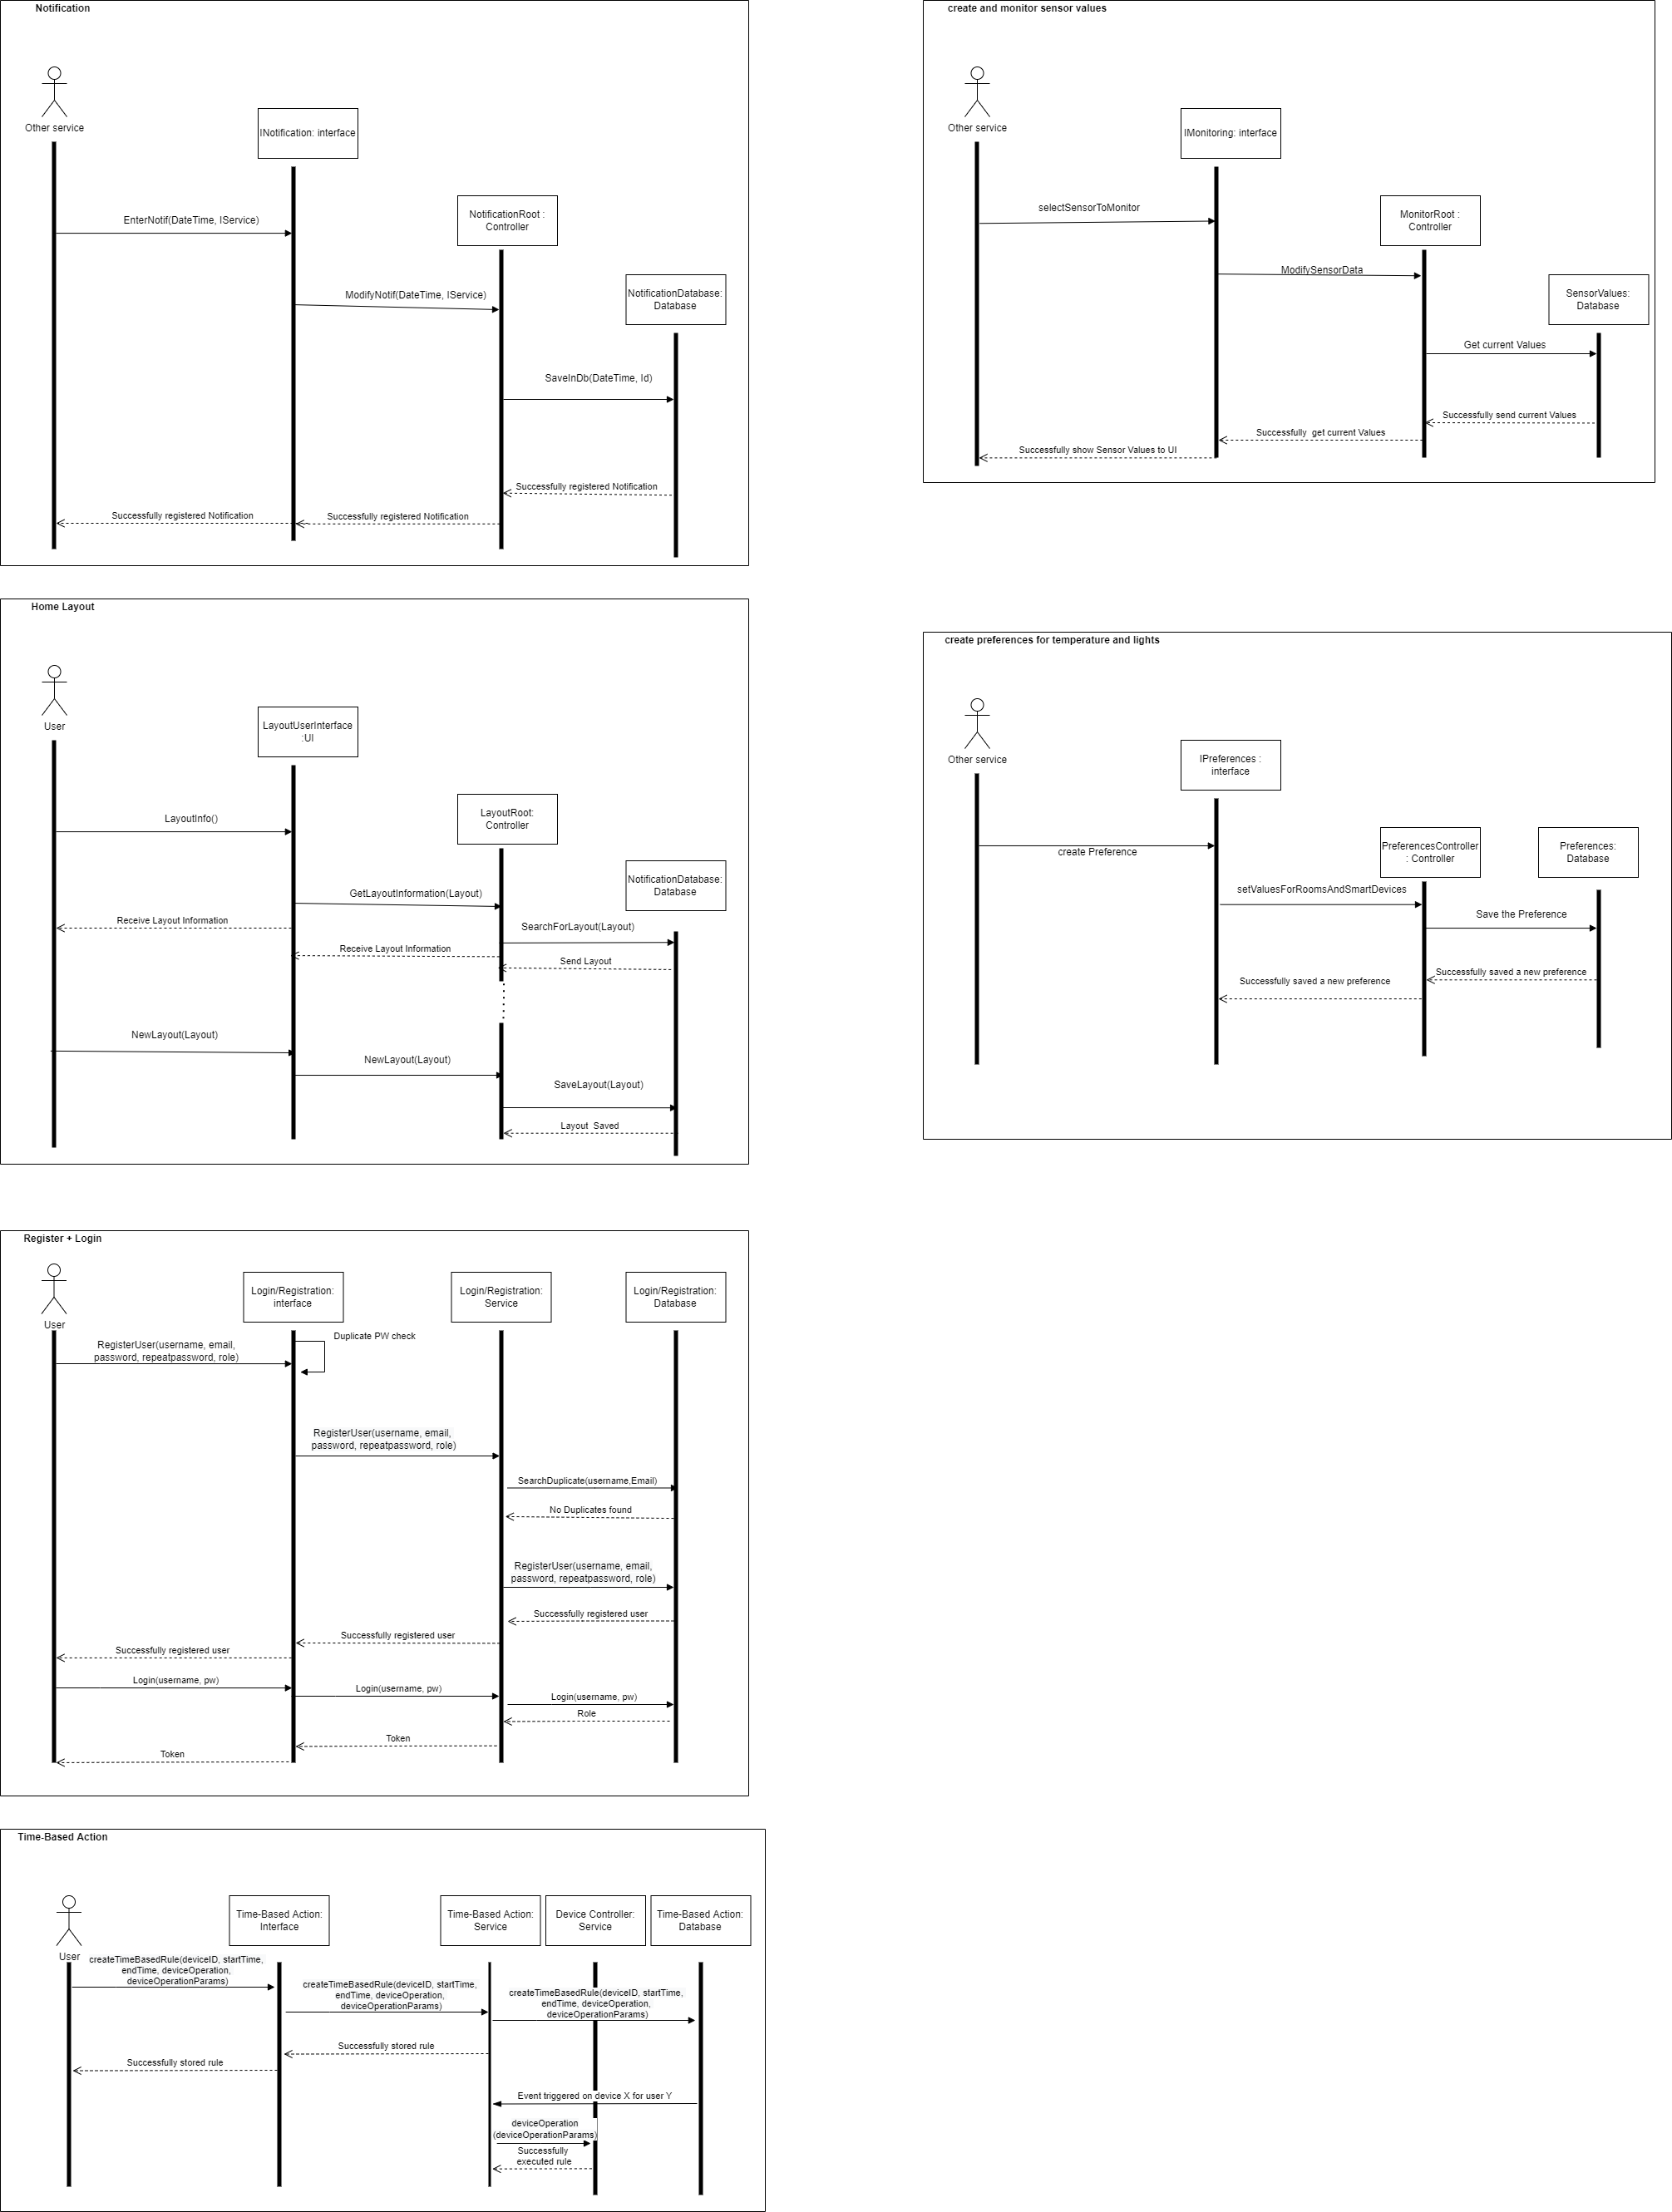 Notification
Other service
INotification: interface
EnterNotif(DateTime, IService)
NotificationRoot :
Controller
ModifyNotif(DateTime, IService)
NotificationDatabase:
Database
SaveInDb(DateTime, Id)
Successfully registered Notification
Successfully registered Notification
Successfully registered Notification
create and monitor sensor values
Other service
IMonitoring: interface
selectSensorToMonitor
MonitorRoot :
Controller
ModifySensorData
SensorValues:
Database
Get current Values
Successfully send current Values
Successfully  get current Values
Successfully show Sensor Values to UI
Home Layout
User
LayoutUserInterface
:UI
LayoutInfo()
LayoutRoot:
Controller
GetLayoutInformation(Layout)
NotificationDatabase:
Database
Receive Layout Information
SearchForLayout(Layout)
Receive Layout Information
Send Layout
NewLayout(Layout)
NewLayout(Layout)
SaveLayout(Layout)
Layout  Saved
create preferences for temperature and lights
Other service
IPreferences :
interface
create Preference
PreferencesController
: Controller
Preferences:
Database
setValuesForRoomsAndSmartDevices
Save the Preference
Successfully saved a new preference
Successfully saved a new preference
Register + Login
User
Login/Registration:
interface
Login/Registration:
Service
Login/Registration:
Database
Duplicate PW check
RegisterUser(username, email,
password, repeatpassword, role)
RegisterUser(username, email,
password, repeatpassword, role)
SearchDuplicate(username,Email)
No Duplicates found
RegisterUser(username, email,
password, repeatpassword, role)
Successfully registered user
Successfully registered user
Successfully registered user
Login(username, pw)
Login(username, pw)
Login(username, pw)
Role
Token
Token
Time-Based Action
User
Time-Based Action:
Interface
Time-Based Action:
Service
Device Controller:
Service
Time-Based Action:
Database
createTimeBasedRule(deviceID, startTime,
endTime, deviceOperation,
deviceOperationParams)
createTimeBasedRule(deviceID, startTime,
endTime, deviceOperation,
deviceOperationParams)
createTimeBasedRule(deviceID, startTime,
endTime, deviceOperation,
deviceOperationParams)
Successfully stored rule
Successfully stored rule
Event triggered on device X for user Y
deviceOperation
(deviceOperationParams)
Successfully
executed rule